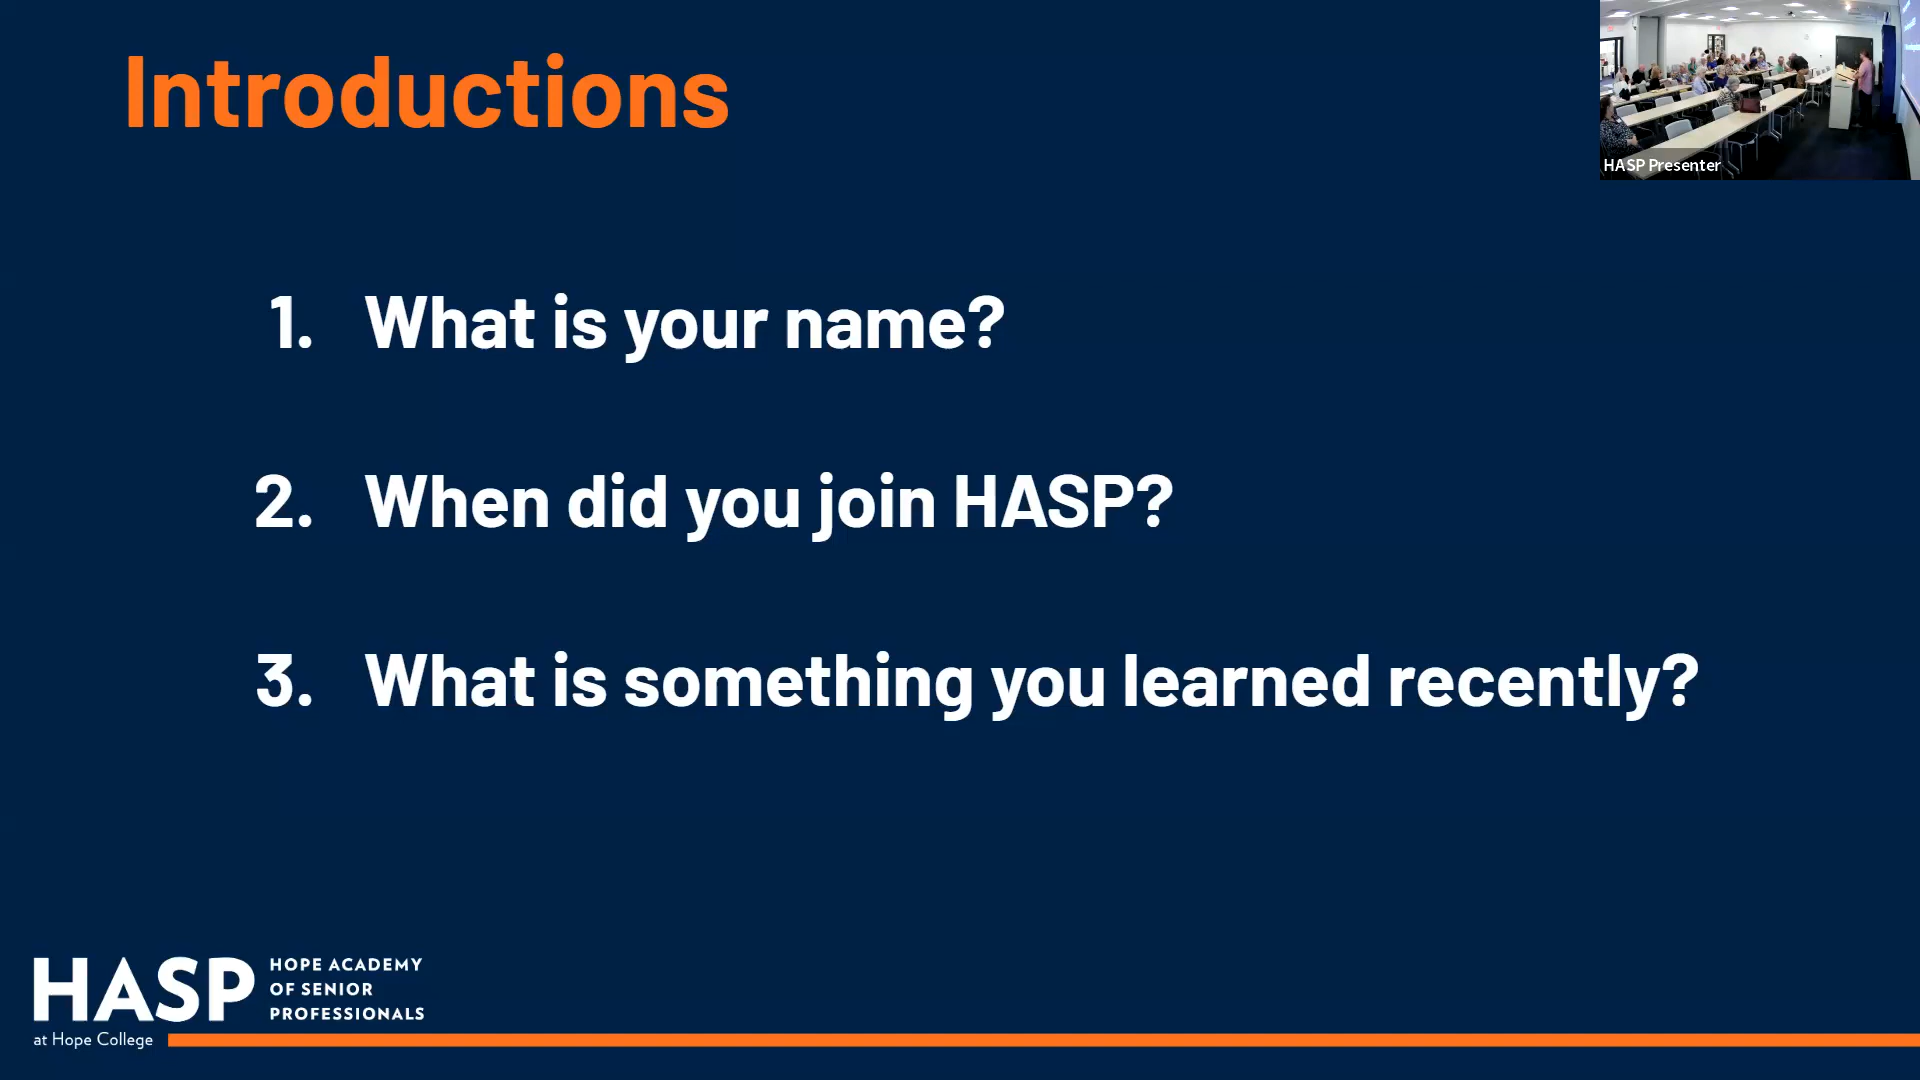 Introductions
HASP Presenter
1. What is your name?
2. When did you join HASP?
3. What is something you learned recently?
HASP
HOPE ACADEMY
OF SENIOR
PROFESSIONALS
at Hope College